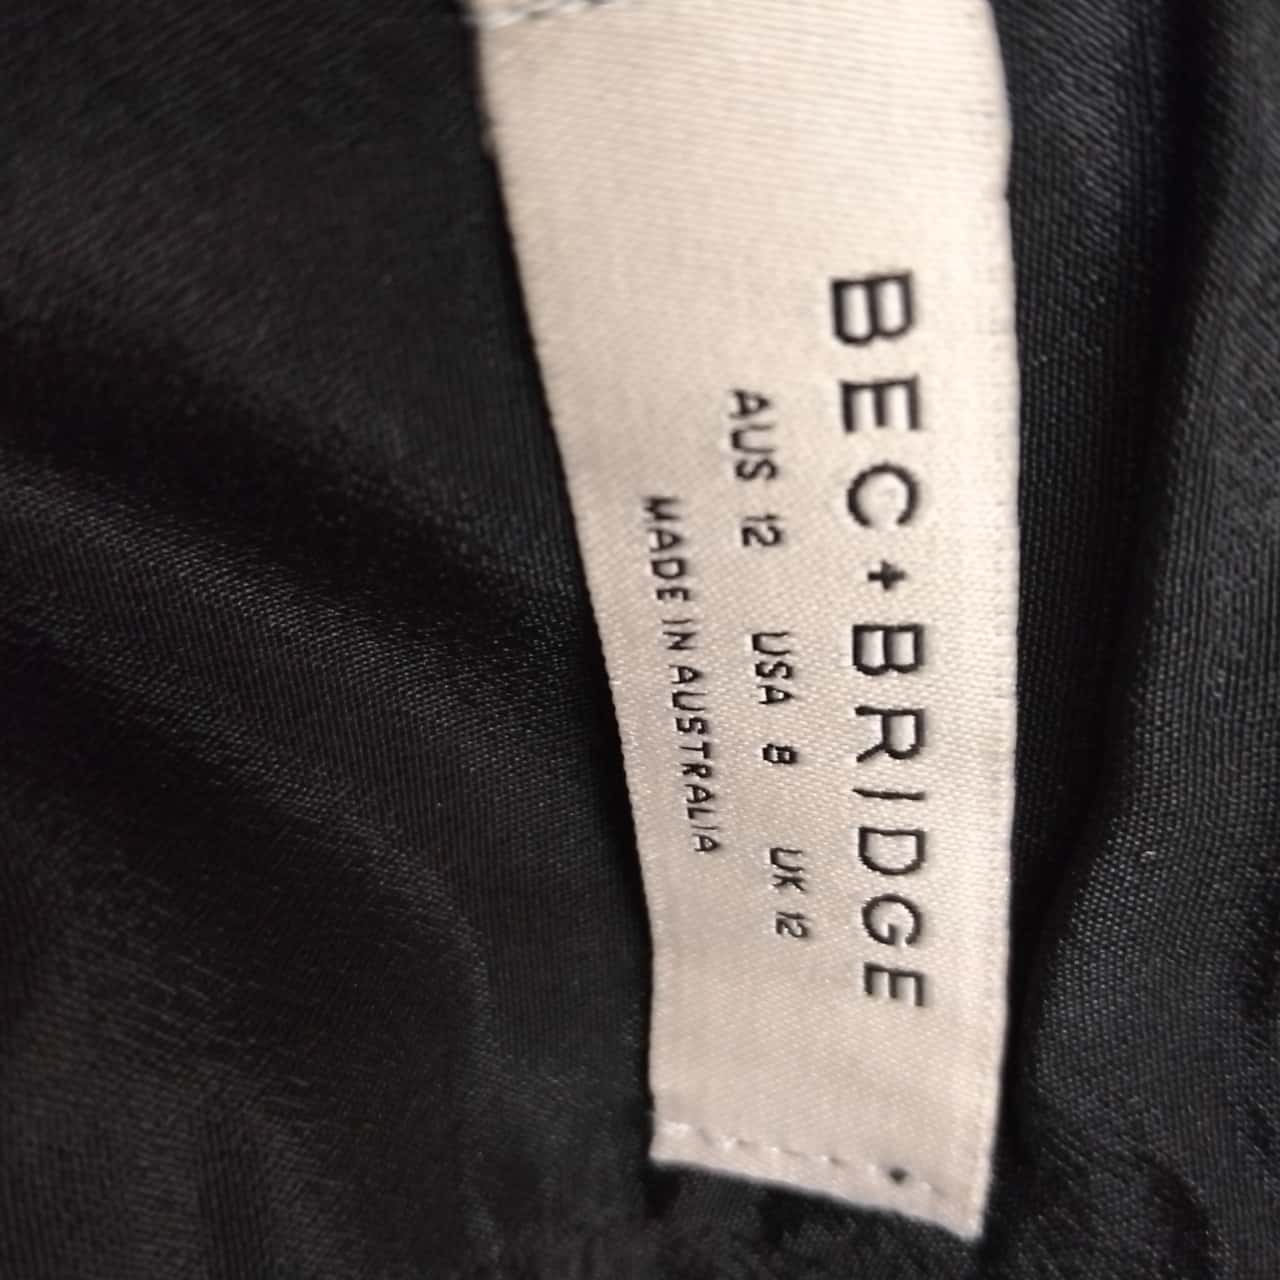 BEC+BRIDGE
AUS 12 USA 8 UK 12
MADE IN AUSTRALIA